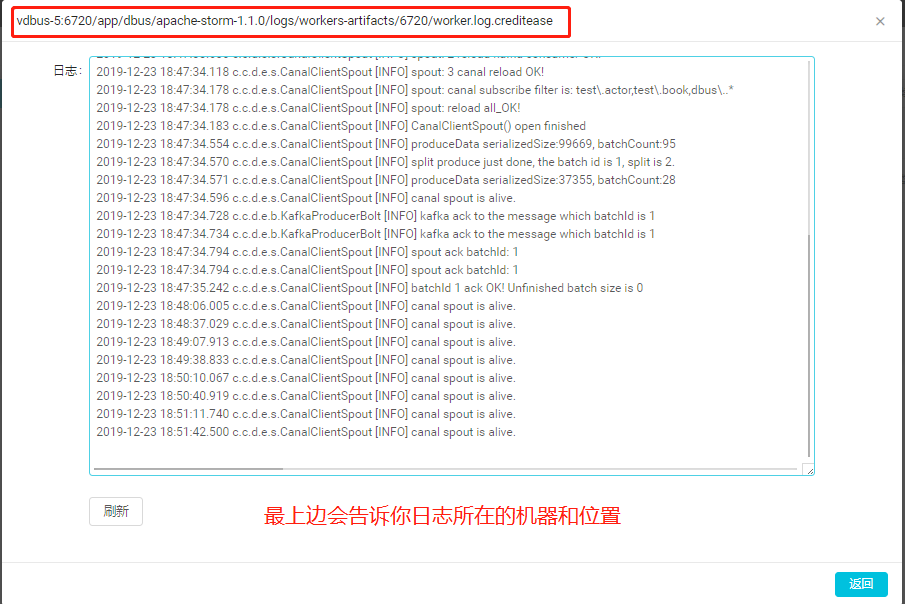 vdbus-5:6720/app/dbus/apache-storm-1.1.0/logs/workers-artifacts/6720/worker.log.creditease
日志：
2019-12-23 18:47:34.118 c.c.d.e.s.CanalClientSpout [INFO] spout: 3 canal reload OK!
2019-12-23 18:47:34.178 c.c.d.e.s.CanalClientSpout [INFO] spout: canal subscribe filter is: test\.actor,test\.book,dbus\..*
2019-12-23 18:47:34.178 c.c.d.e.s.CanalClientSpout [INFO] spout: reload all_OK!
2019-12-23 18:47:34.183 c.c.d.e.s.CanalClientSpout [INFO] CanalClientSpout() open finished
2019-12-23 18:47:34.554 c.c.d.e.s.CanalClientSpout [INFO] produceData serializedSize:99669, batchCount:95
2019-12-23 18:47:34.570 c.c.d.e.s.CanalClientSpout [INFO] split produce just done, the batch id is 1, split is 2.
2019-12-23 18:47:34.571 c.c.d.e.s.CanalClientSpout [INFO] produceData serializedSize:37355, batchCount:28
2019-12-23 18:47:34.596 c.c.d.e.s.CanalClientSpout [INFO] canal spout is alive.
2019-12-23 18:47:34.728 c.c.d.e.b.KafkaProducerBolt [INFO] kafka ack to the message which batchId is 1
2019-12-23 18:47:34.734 c.c.d.e.b.KafkaProducerBolt [INFO] kafka ack to the message which batchId is 1
2019-12-23 18:47:34.794 c.c.d.e.s.CanalClientSpout [INFO] spout ack batchId: 1
2019-12-23 18:47:34.794 c.c.d.e.s.CanalClientSpout [INFO] spout ack batchId: 1
2019-12-23 18:47:35.242 c.c.d.e.s.CanalClientSpout [INFO] batchId 1 ack OK! Unfinished batch size is 0
2019-12-23 18:48:06.005 c.c.d.e.s.CanalClientSpout [INFO] canal spout is alive.
2019-12-23 18:48:37.029 c.c.d.e.s.CanalClientSpout [INFO] canal spout is alive.
2019-12-23 18:49:07.913 c.c.d.e.s.CanalClientSpout [INFO] canal spout is alive.
2019-12-23 18:49:38.833 c.c.d.e.s.CanalClientSpout [INFO] canal spout is alive.
2019-12-23 18:50:10.067 c.c.d.e.s.CanalClientSpout [INFO] canal spout is alive.
2019-12-23 18:50:40.919 c.c.d.e.s.CanalClientSpout [INFO] canal spout is alive.
2019-12-23 18:51:11.740 c.c.d.e.s.CanalClientSpout [INFO] canal spout is alive.
2019-12-23 18:51:42.500 c.c.d.e.s.CanalClientSpout [INFO] canal spout is alive.
刷新
最上边会告诉你日志所在的机器和位置
返回